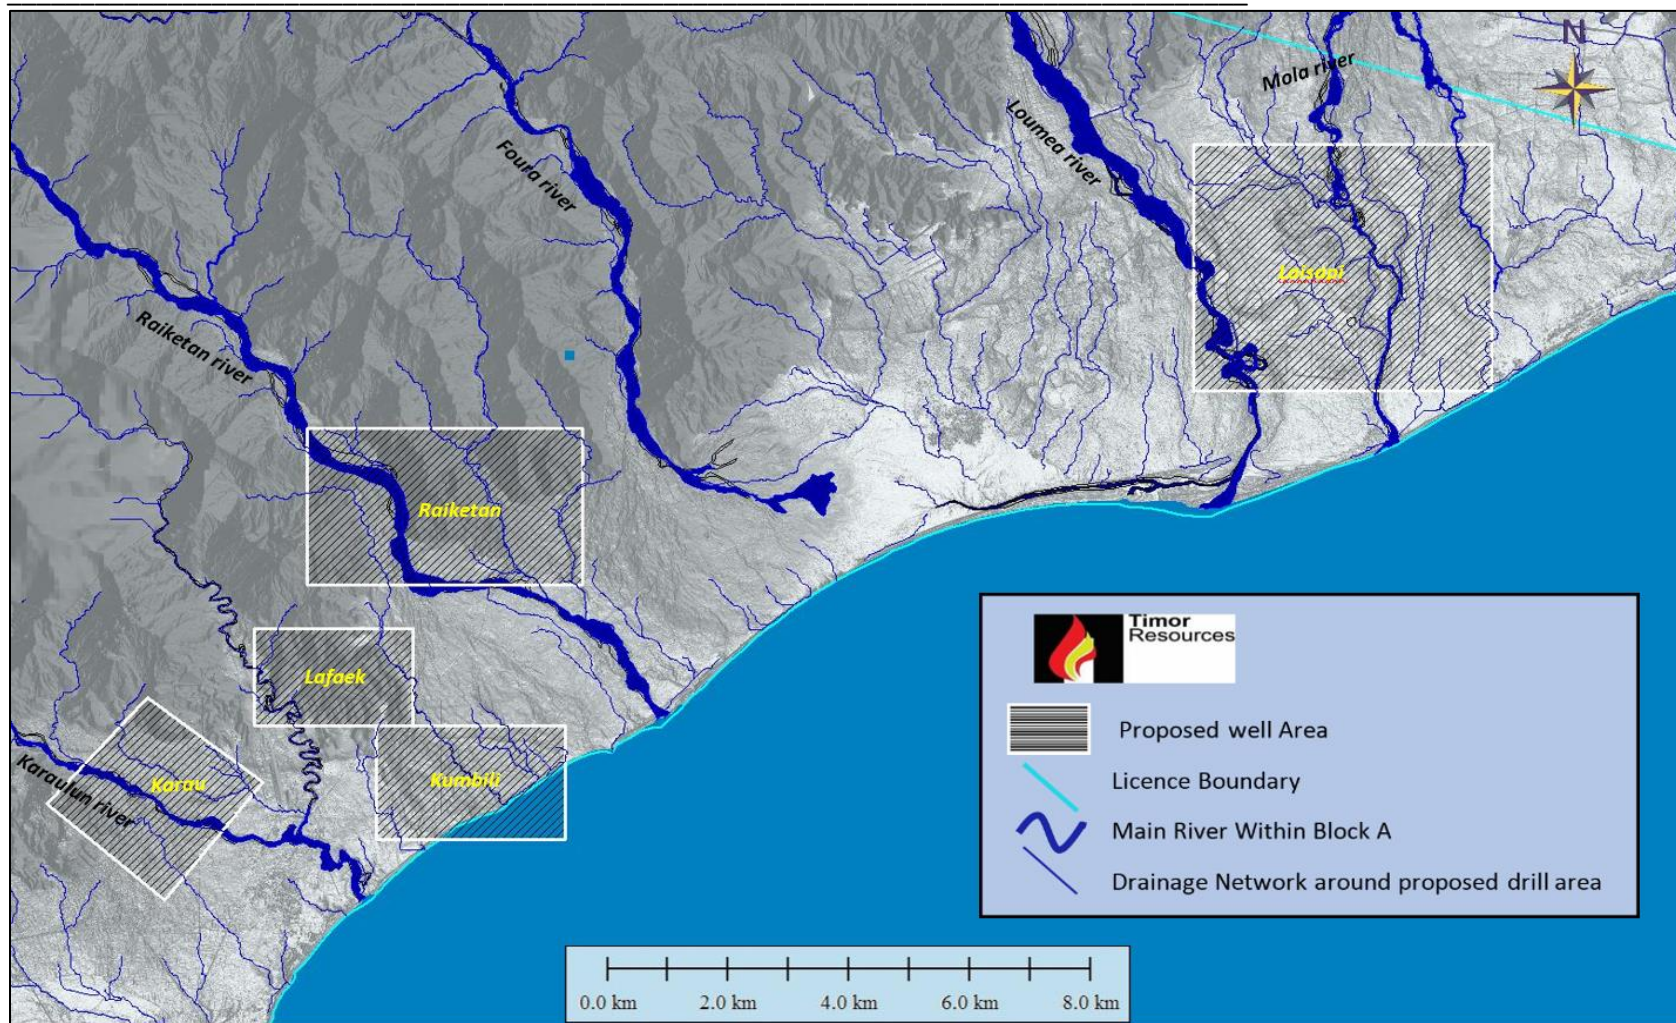 N
Mola river
Loumea river
Foura river
Laisapi
Raiketan river
Raiketan
Lafaek
Karau
Kumbili
Karaulun river
Timor
Resources
Proposed well Area
Licence Boundary
Main River Within Block A
Drainage Network around proposed drill area
0.0 km 2.0 km 4.0 km 6.0 km 8.0 km